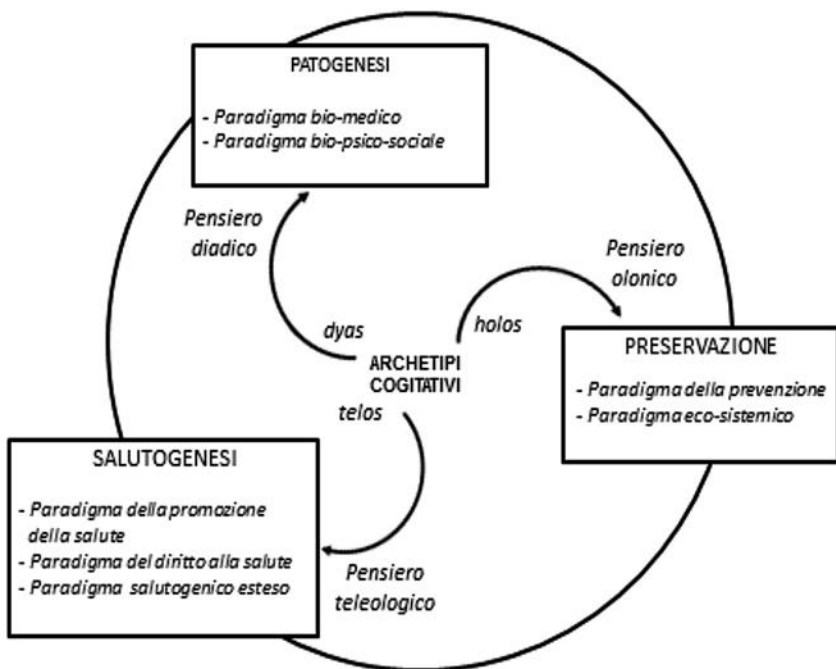 PATOGENESI
- Paradigma bio-medico
- Paradigma bio-psico-sociale
Pensiero
diadico
Pensiero
olonico
dyas
holos
ARCHETIPI
COGITATIVI
telos
PRESERVAZIONE
- Paradigma della prevenzione
- Paradigma eco-sistemico
SALUTOGENESI
- Paradigma della promozione
della salute
- Paradigma del diritto alla salute
- Paradigma salutogenico esteso
Pensiero
teleologico